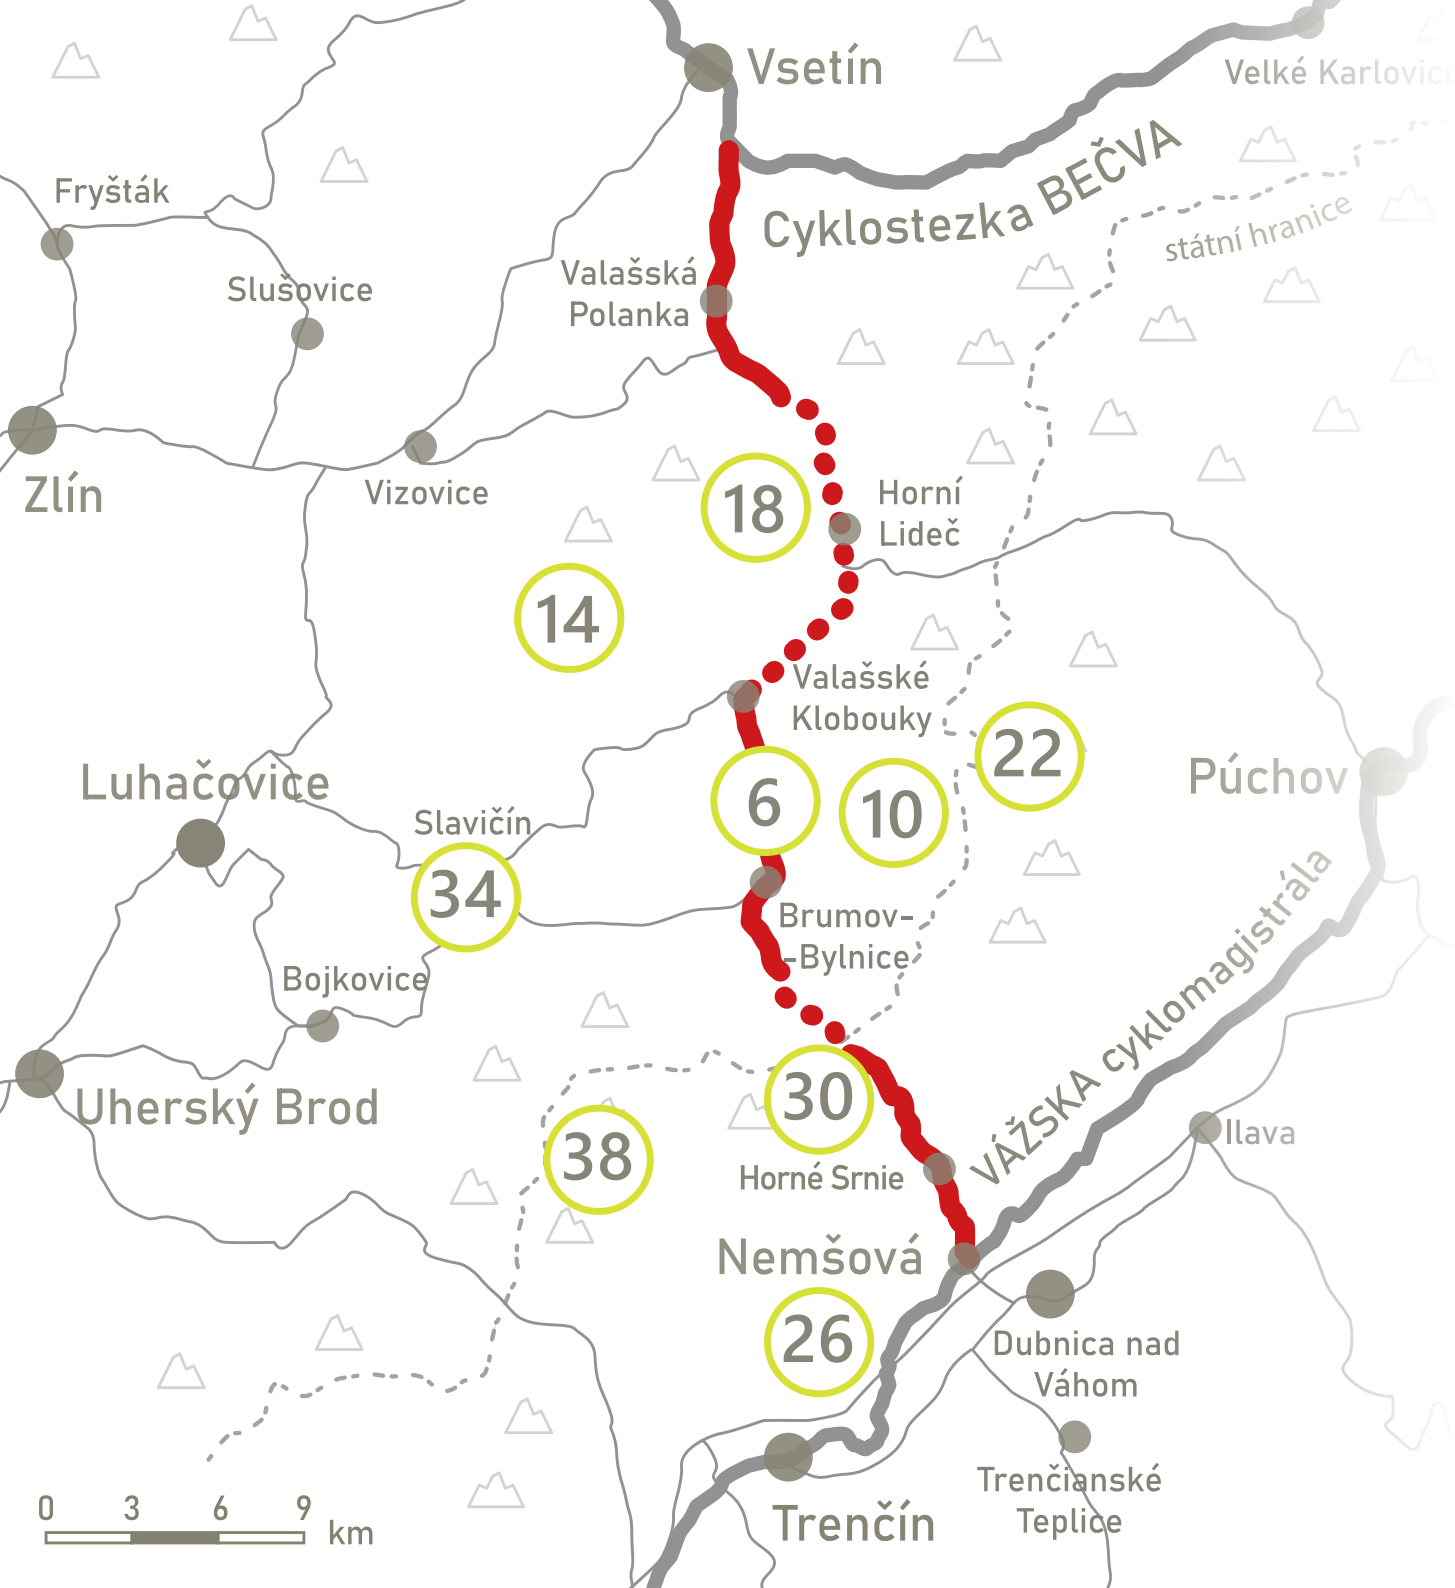 Vsetín
Velké Karlovice
Cyklostezka BEČVA
státní hranice
Fryšták
Slušovice
Valašská
Polanka
Zlín
Vizovice
18
Horní
Lideč
14
Valašské
Klobouky
22
Púchov
Luhačovice
6
10
Slavičín
34
Brumov-
-Bylnice
VÁŽSKA cyklomagistrála
Bojkovice
30
Uherský Brod
38
Ilava
Horné Srnie
Nemšová
26
Dubnica nad
Váhom
Trenčianské
Teplice
Trenčín
0 3 6 9
km